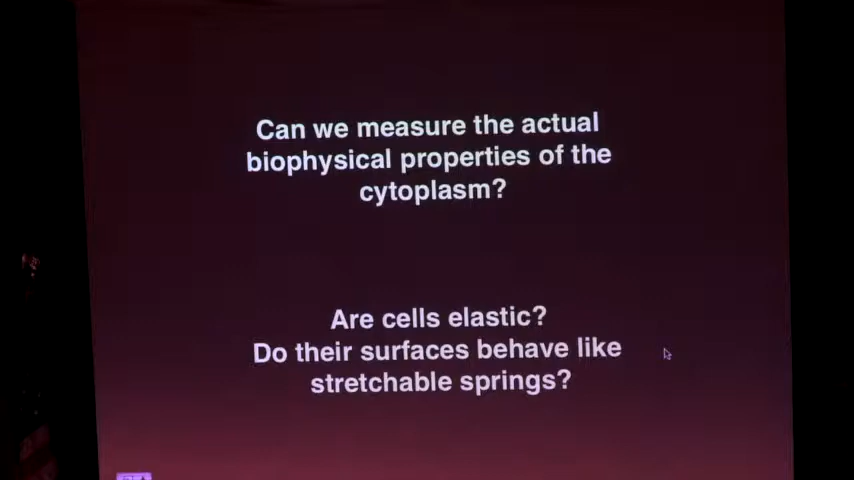 Can we measure the actual
biophysical properties of the
cytoplasm?
Are cells elastic?
Do their surfaces behave like
stretchable springs?